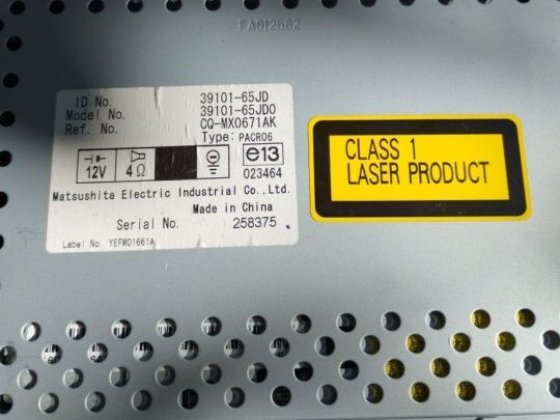 FA012662
ID No. 39101-65JD
Model No. 39101-65JD0
Ref. No. CQ-MX0671AK
Type: PACR06
12V 4Ω e13
023464
Matsushita Electric Industrial Co.,Ltd.
Made in China
Serial No. 258375
Label No. YEFMD1661A
CLASS 1
LASER PRODUCT